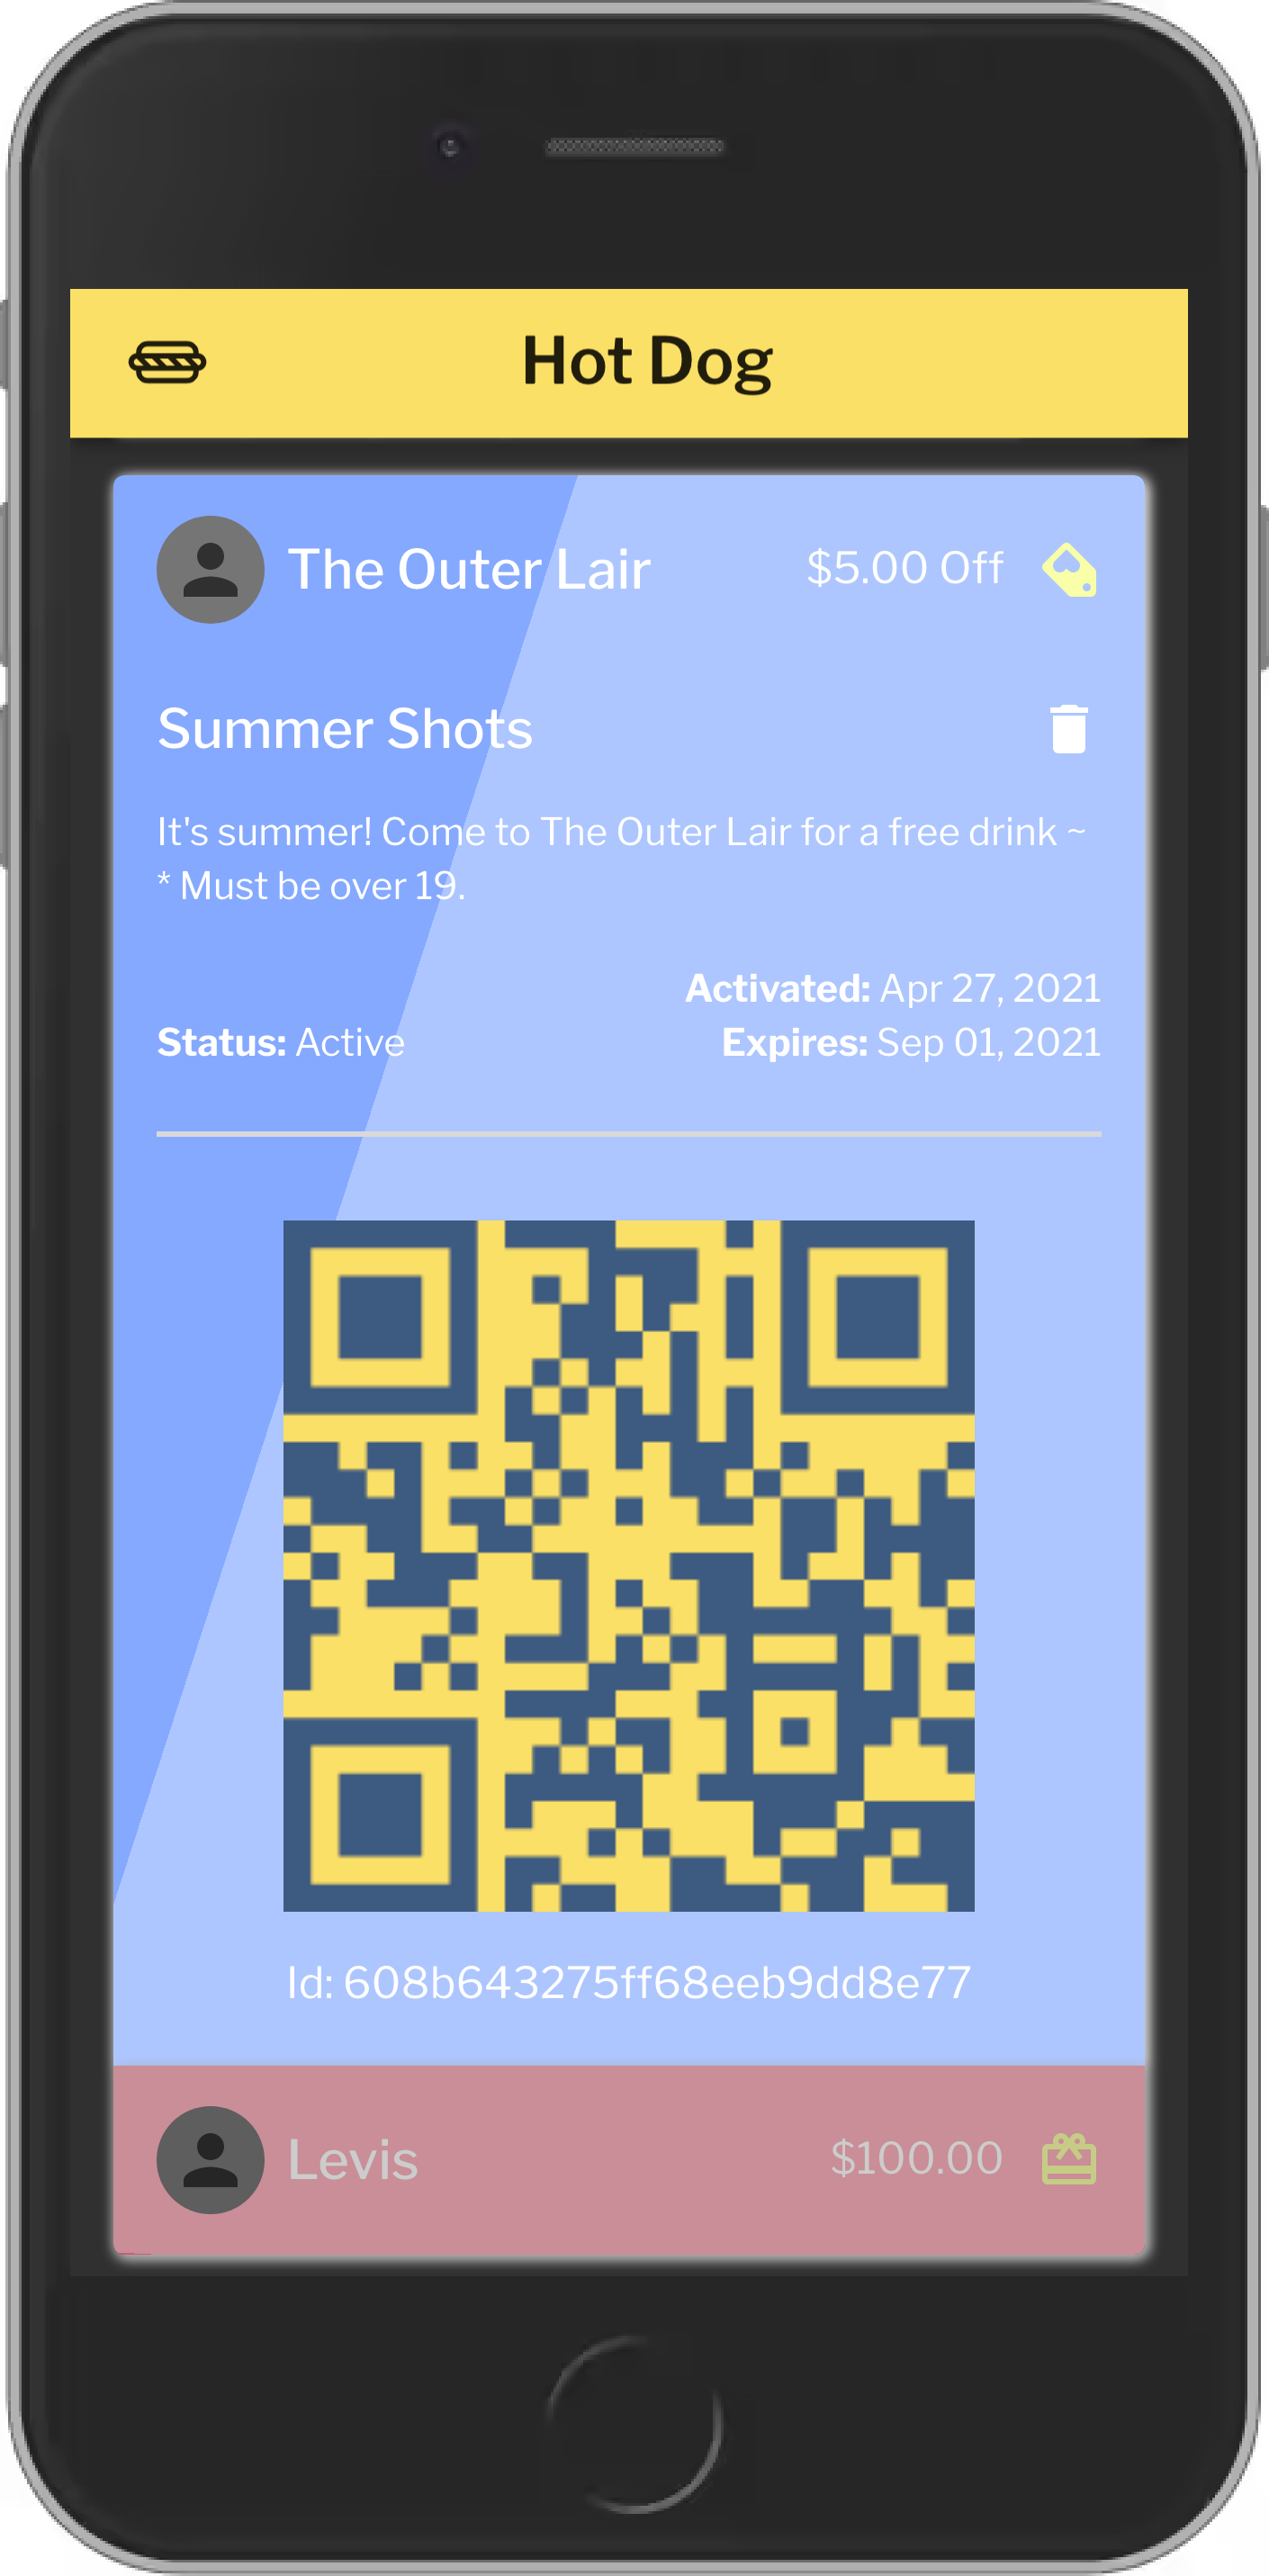 Hot Dog
The Outer Lair
$5.00 Off
Summer Shots
It's summer! Come to The Outer Lair for a free drink ~
* Must be over 19.
Activated: Apr 27, 2021
Status: Active
Expires: Sep 01, 2021
Id: 608b643275ff68eeb9dd8e77
Levis
$100.00